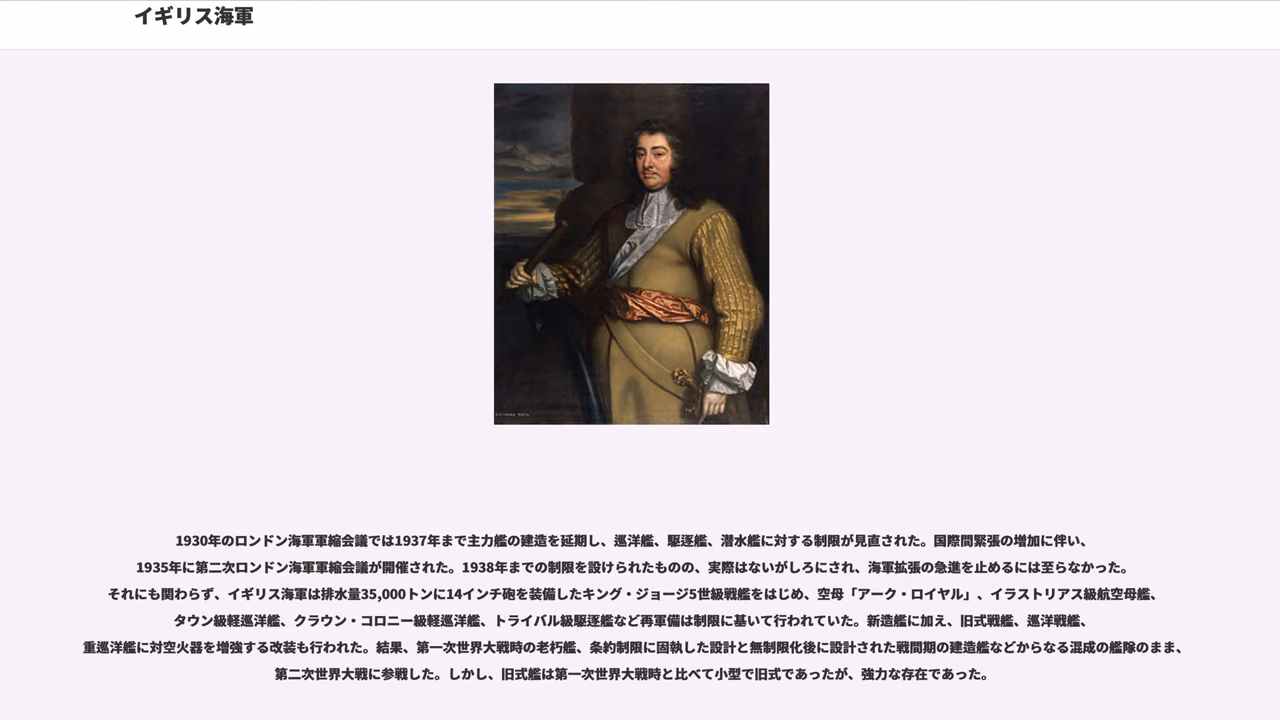 イギリス海軍
1930年のロンドン海軍軍縮会議では1937年まで主力艦の建造を延期し、巡洋艦、駆逐艦、潜水艦に対する制限が見直された。国際間緊張の増加に伴い、
1935年に第二次ロンドン海軍軍縮会議が開催された。1938年までの制限を設けられたものの、実際はないがしろにされ、海軍拡張の急進を止めるには至らなかった。
それにも関わらず、イギリス海軍は排水量35,000トンに14インチ砲を装備したキング・ジョージ5世級戦艦をはじめ、空母「アーク・ロイヤル」、イラストリアス級航空母艦、
タウン級軽巡洋艦、クラウン・コロニー級軽巡洋艦、トライバル級駆逐艦など再軍備は制限に基いて行われていた。新造艦に加え、旧式戦艦、巡洋戦艦、
重巡洋艦に対空火器を増強する改装も行われた。結果、第一次世界大戦時の老朽艦、条約制限に固執した設計と無制限化後に設計された戦間期の建造艦などからなる混成の艦隊のまま、
第二次世界大戦に参戦した。しかし、旧式艦は第一次世界大戦時と比べて小型で旧式であったが、強力な存在であった。